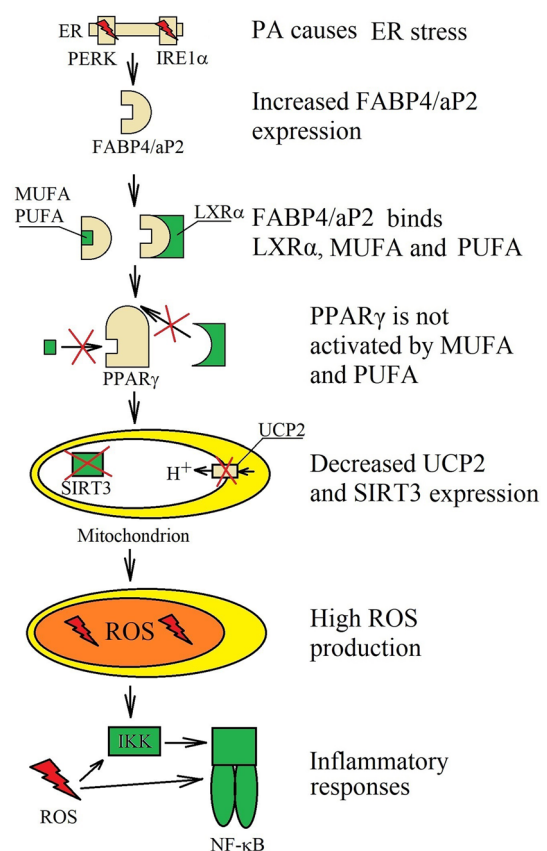 ER
PERK
IRE1α
PA causes ER stress
FABP4/aP2
Increased FABP4/aP2
expression
MUFA
PUFA
LXRα
FABP4/aP2 binds
LXRα, MUFA and PUFA
PPARγ
PPARγ is not
activated by MUFA
and PUFA
UCP2
SIRT3
H+
Mitochondrion
Decreased UCP2
and SIRT3 expression
ROS
High ROS
production
IKK
ROS
NF-κB
Inflammatory
responses